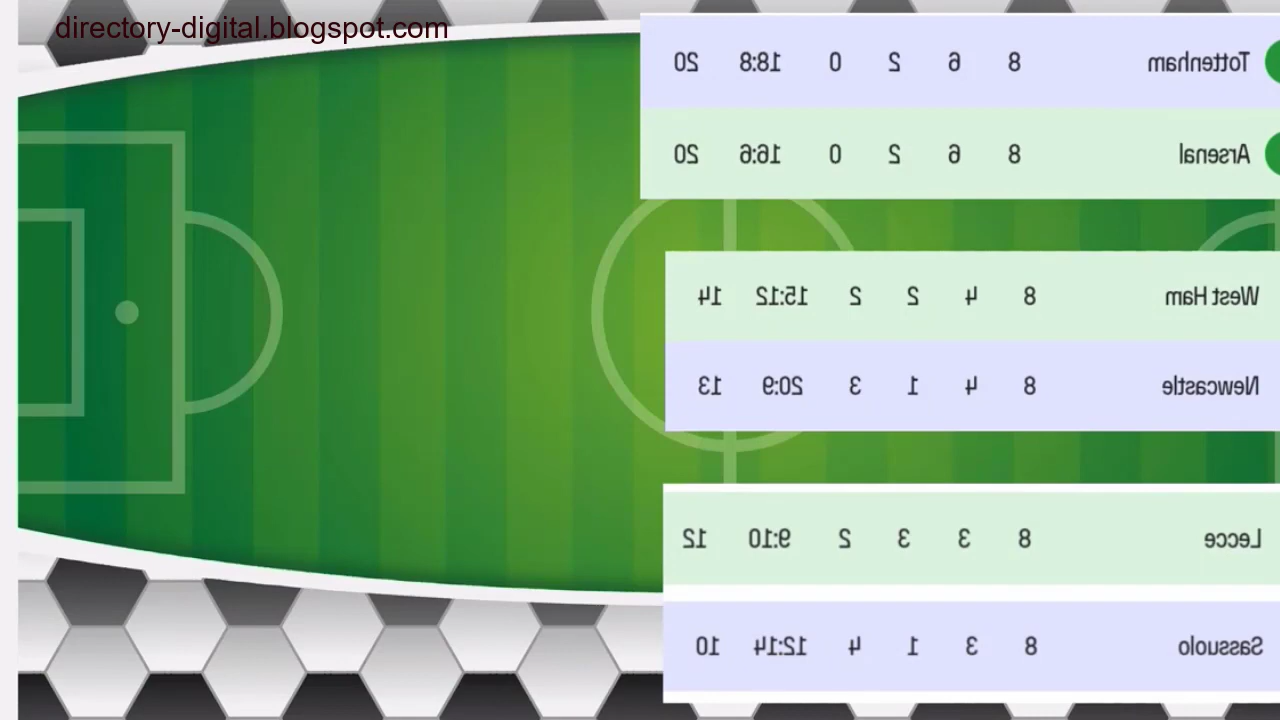 directory-digital.blogspot.com
Tottenham 8 6 2 0 18:8 20
Arsenal 8 6 2 0 16:6 20
West Ham 8 4 2 2 15:12 14
Newcastle 8 4 1 3 20:9 13
Lecce 8 3 3 2 9:10 12
Sassuolo 8 3 1 4 12:14 10